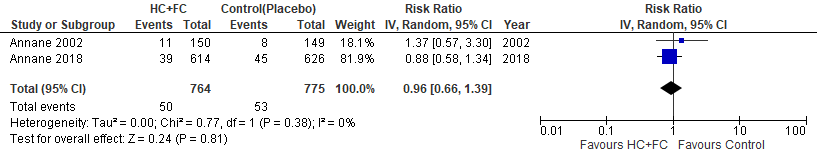 HC+FC Control(Placebo) Risk Ratio Risk Ratio
Study or Subgroup Events Total Events Total Weight IV, Random, 95% CI Year IV, Random, 95% CI
Annane 2002 11 150 8 149 18.1% 1.37 [0.57, 3.30] 2002
Annane 2018 39 614 45 626 81.9% 0.88 [0.58, 1.34] 2018
Total (95% CI) 764 775 100.0% 0.96 [0.66, 1.39]
Total events 50 53
Heterogeneity: Tau² = 0.00; Chi² = 0.77, df = 1 (P = 0.38); I² = 0%
Test for overall effect: Z = 0.24 (P = 0.81)
0.01 0.1 1 10 100
Favours HC+FC Favours Control